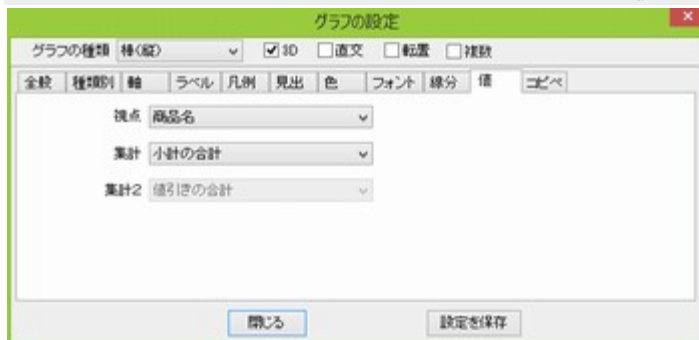 グラフの設定
グラフの種類 棒(縦) 3D 直交 転置 複数
全般 種類別 軸 ラベル 凡例 見出 色 フォント 線分 値 コピペ
視点 商品名
集計 小計の合計
集計2 値引きの合計
閉じる 設定を保存